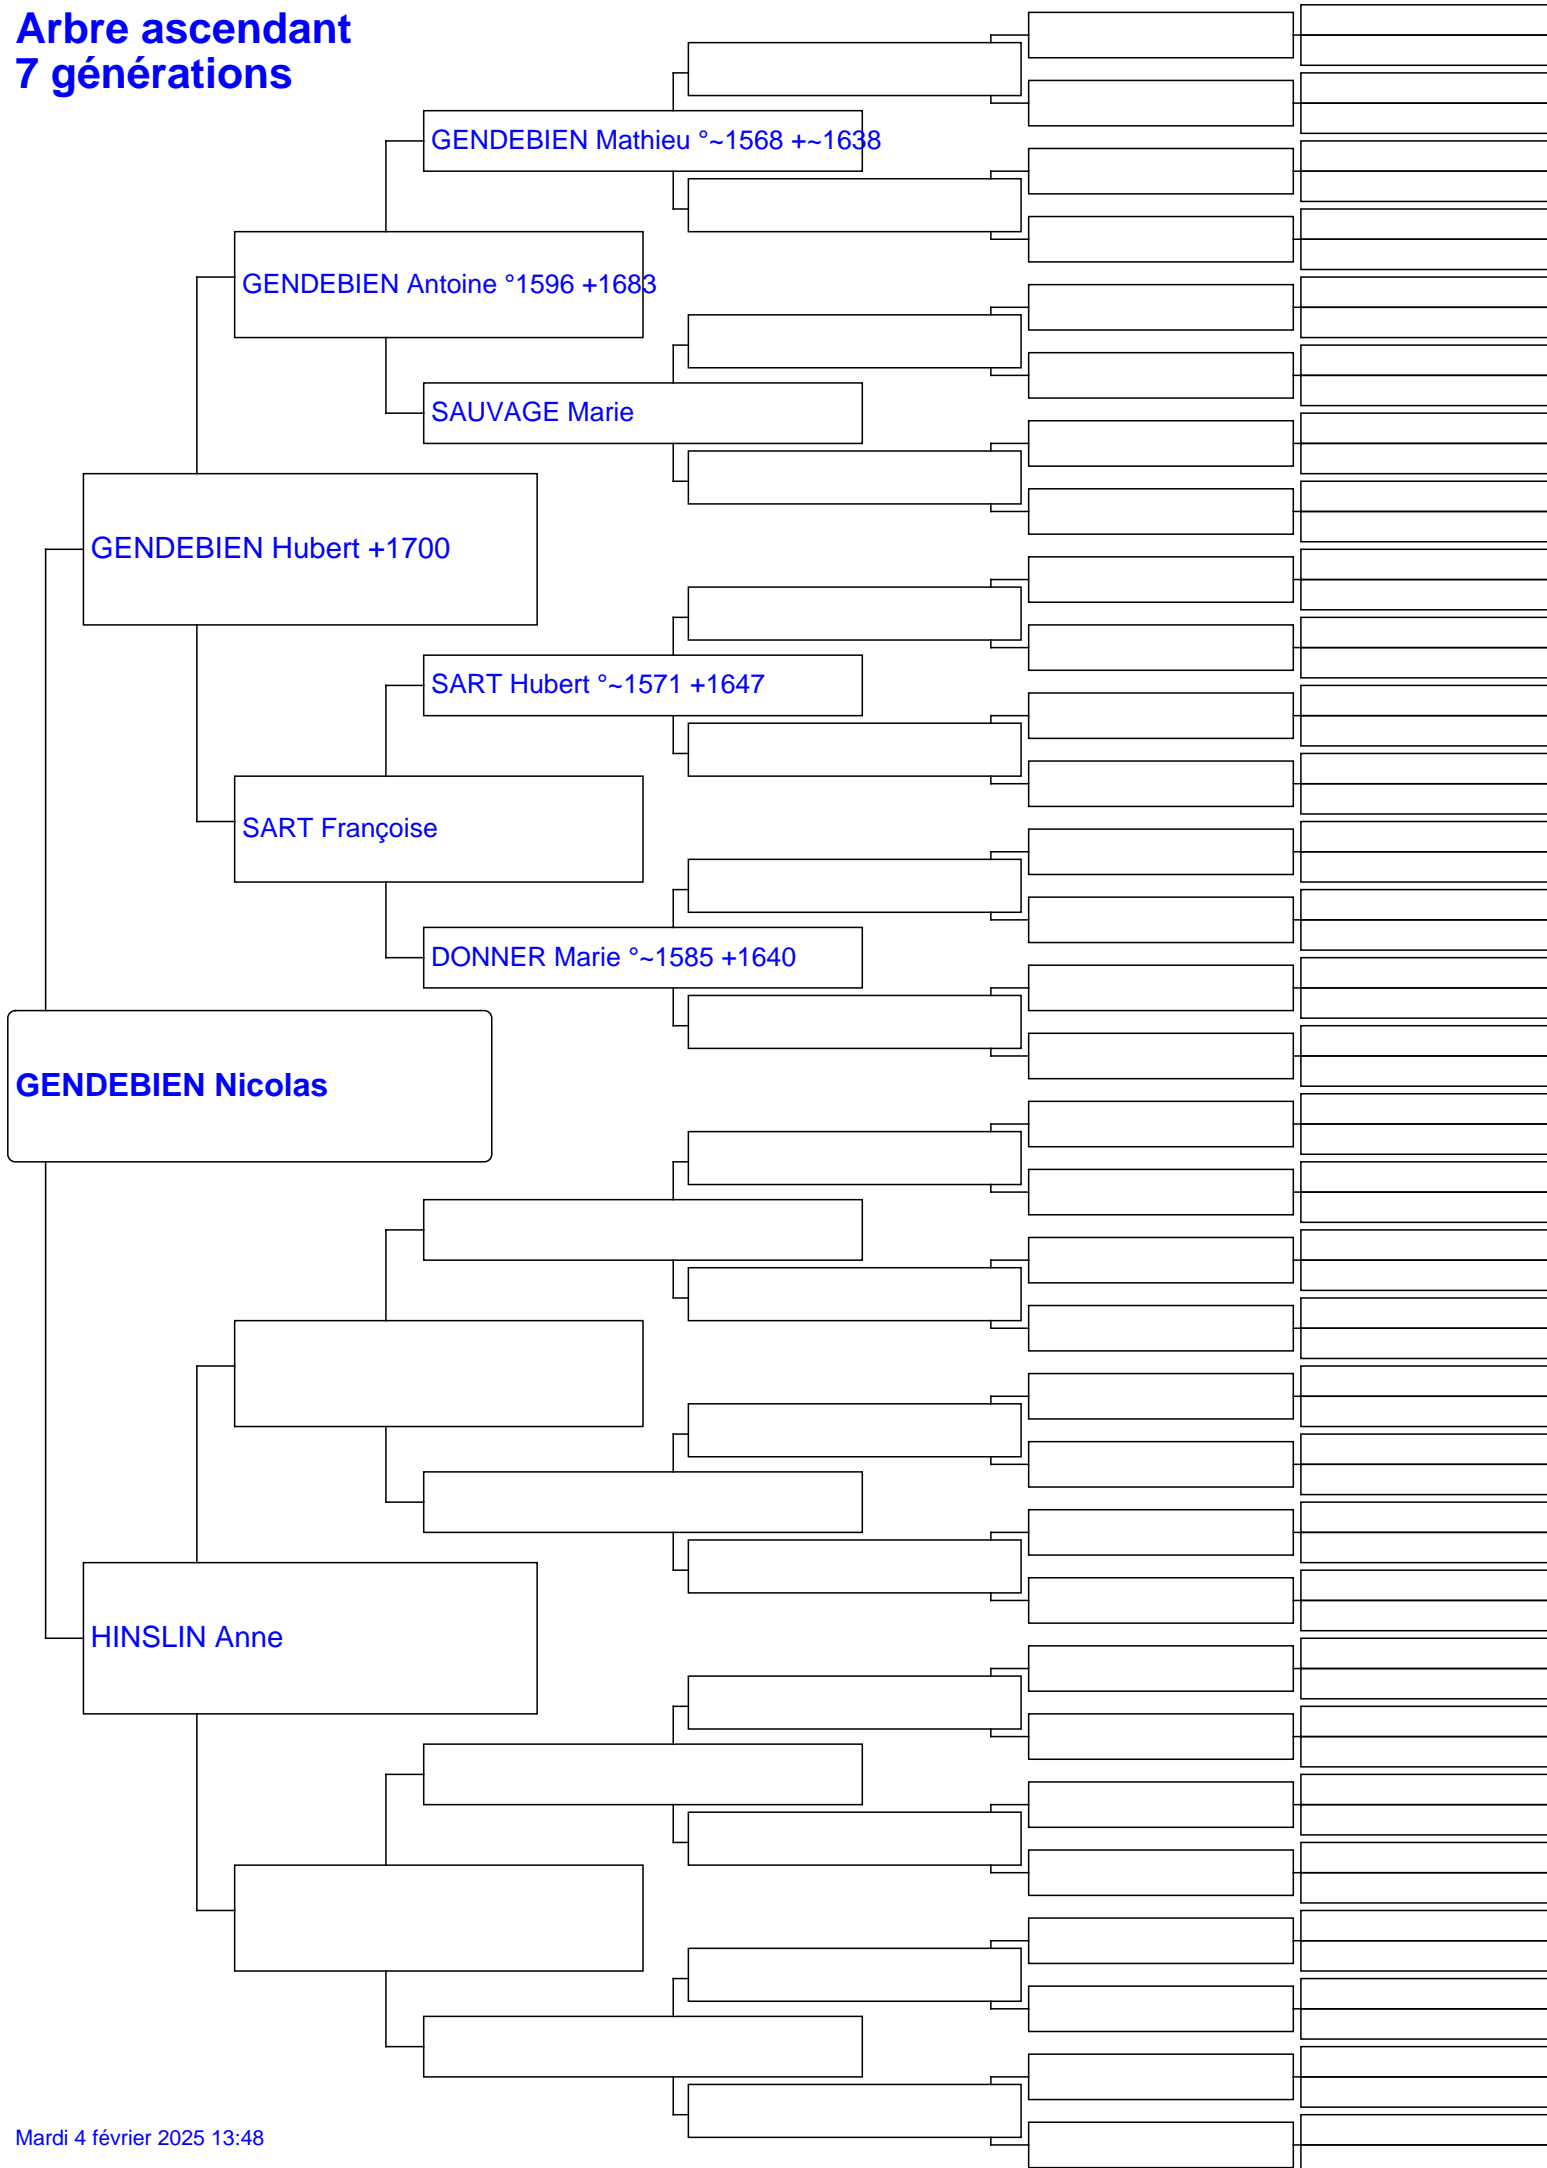 Arbre ascendant
7 générations
GENDEBIEN Mathieu °~1568 +~1638
GENDEBIEN Antoine °1596 +1683
SAUVAGE Marie
GENDEBIEN Hubert +1700
SART Hubert °~1571 +1647
SART Françoise
DONNER Marie °~1585 +1640
GENDEBIEN Nicolas
HINSLIN Anne
Mardi 4 février 2025 13:48